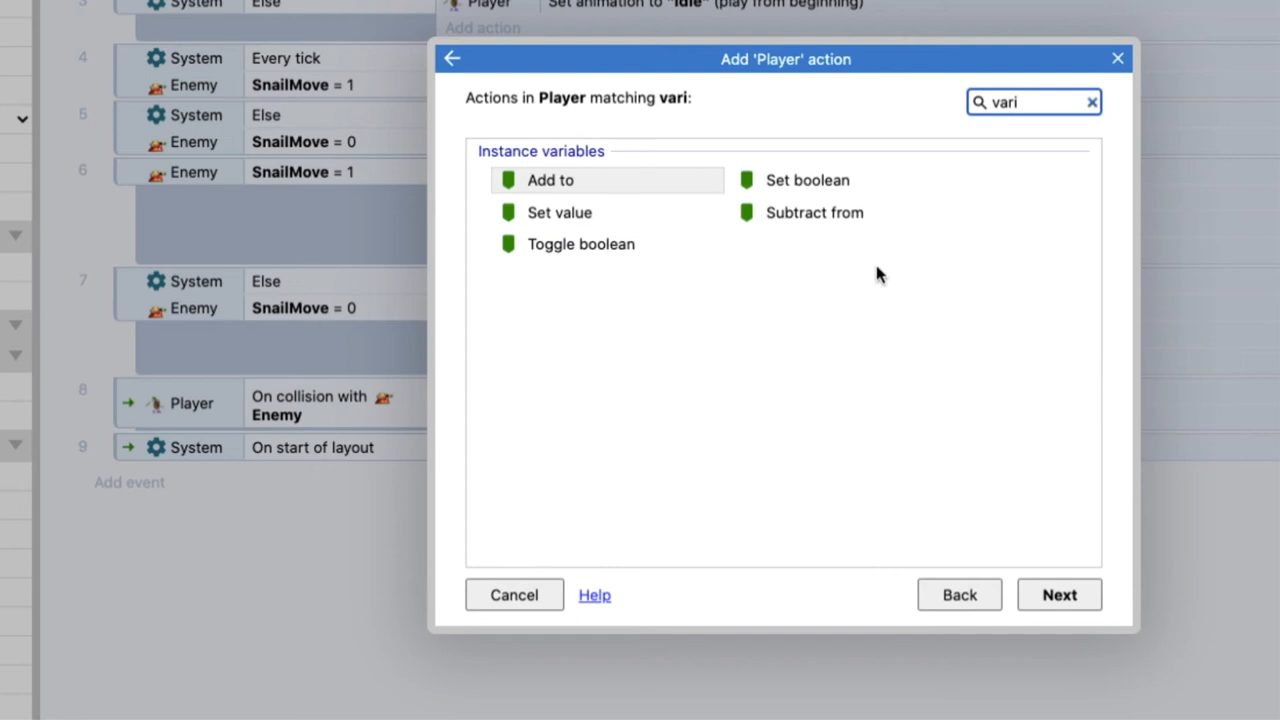 3 System Else
Player Set animation to "Idle" (play from beginning)
Add action
4 System Every tick
Enemy SnailMove = 1
5 System Else
Enemy SnailMove = 0
6 Enemy SnailMove = 1
7 System Else
Enemy SnailMove = 0
8 Player On collision with
Enemy
9 System On start of layout
Add event
Add 'Player' action
Actions in Player matching vari:
vari
Instance variables
Add to Set boolean
Set value Subtract from
Toggle boolean
Cancel Help Back Next